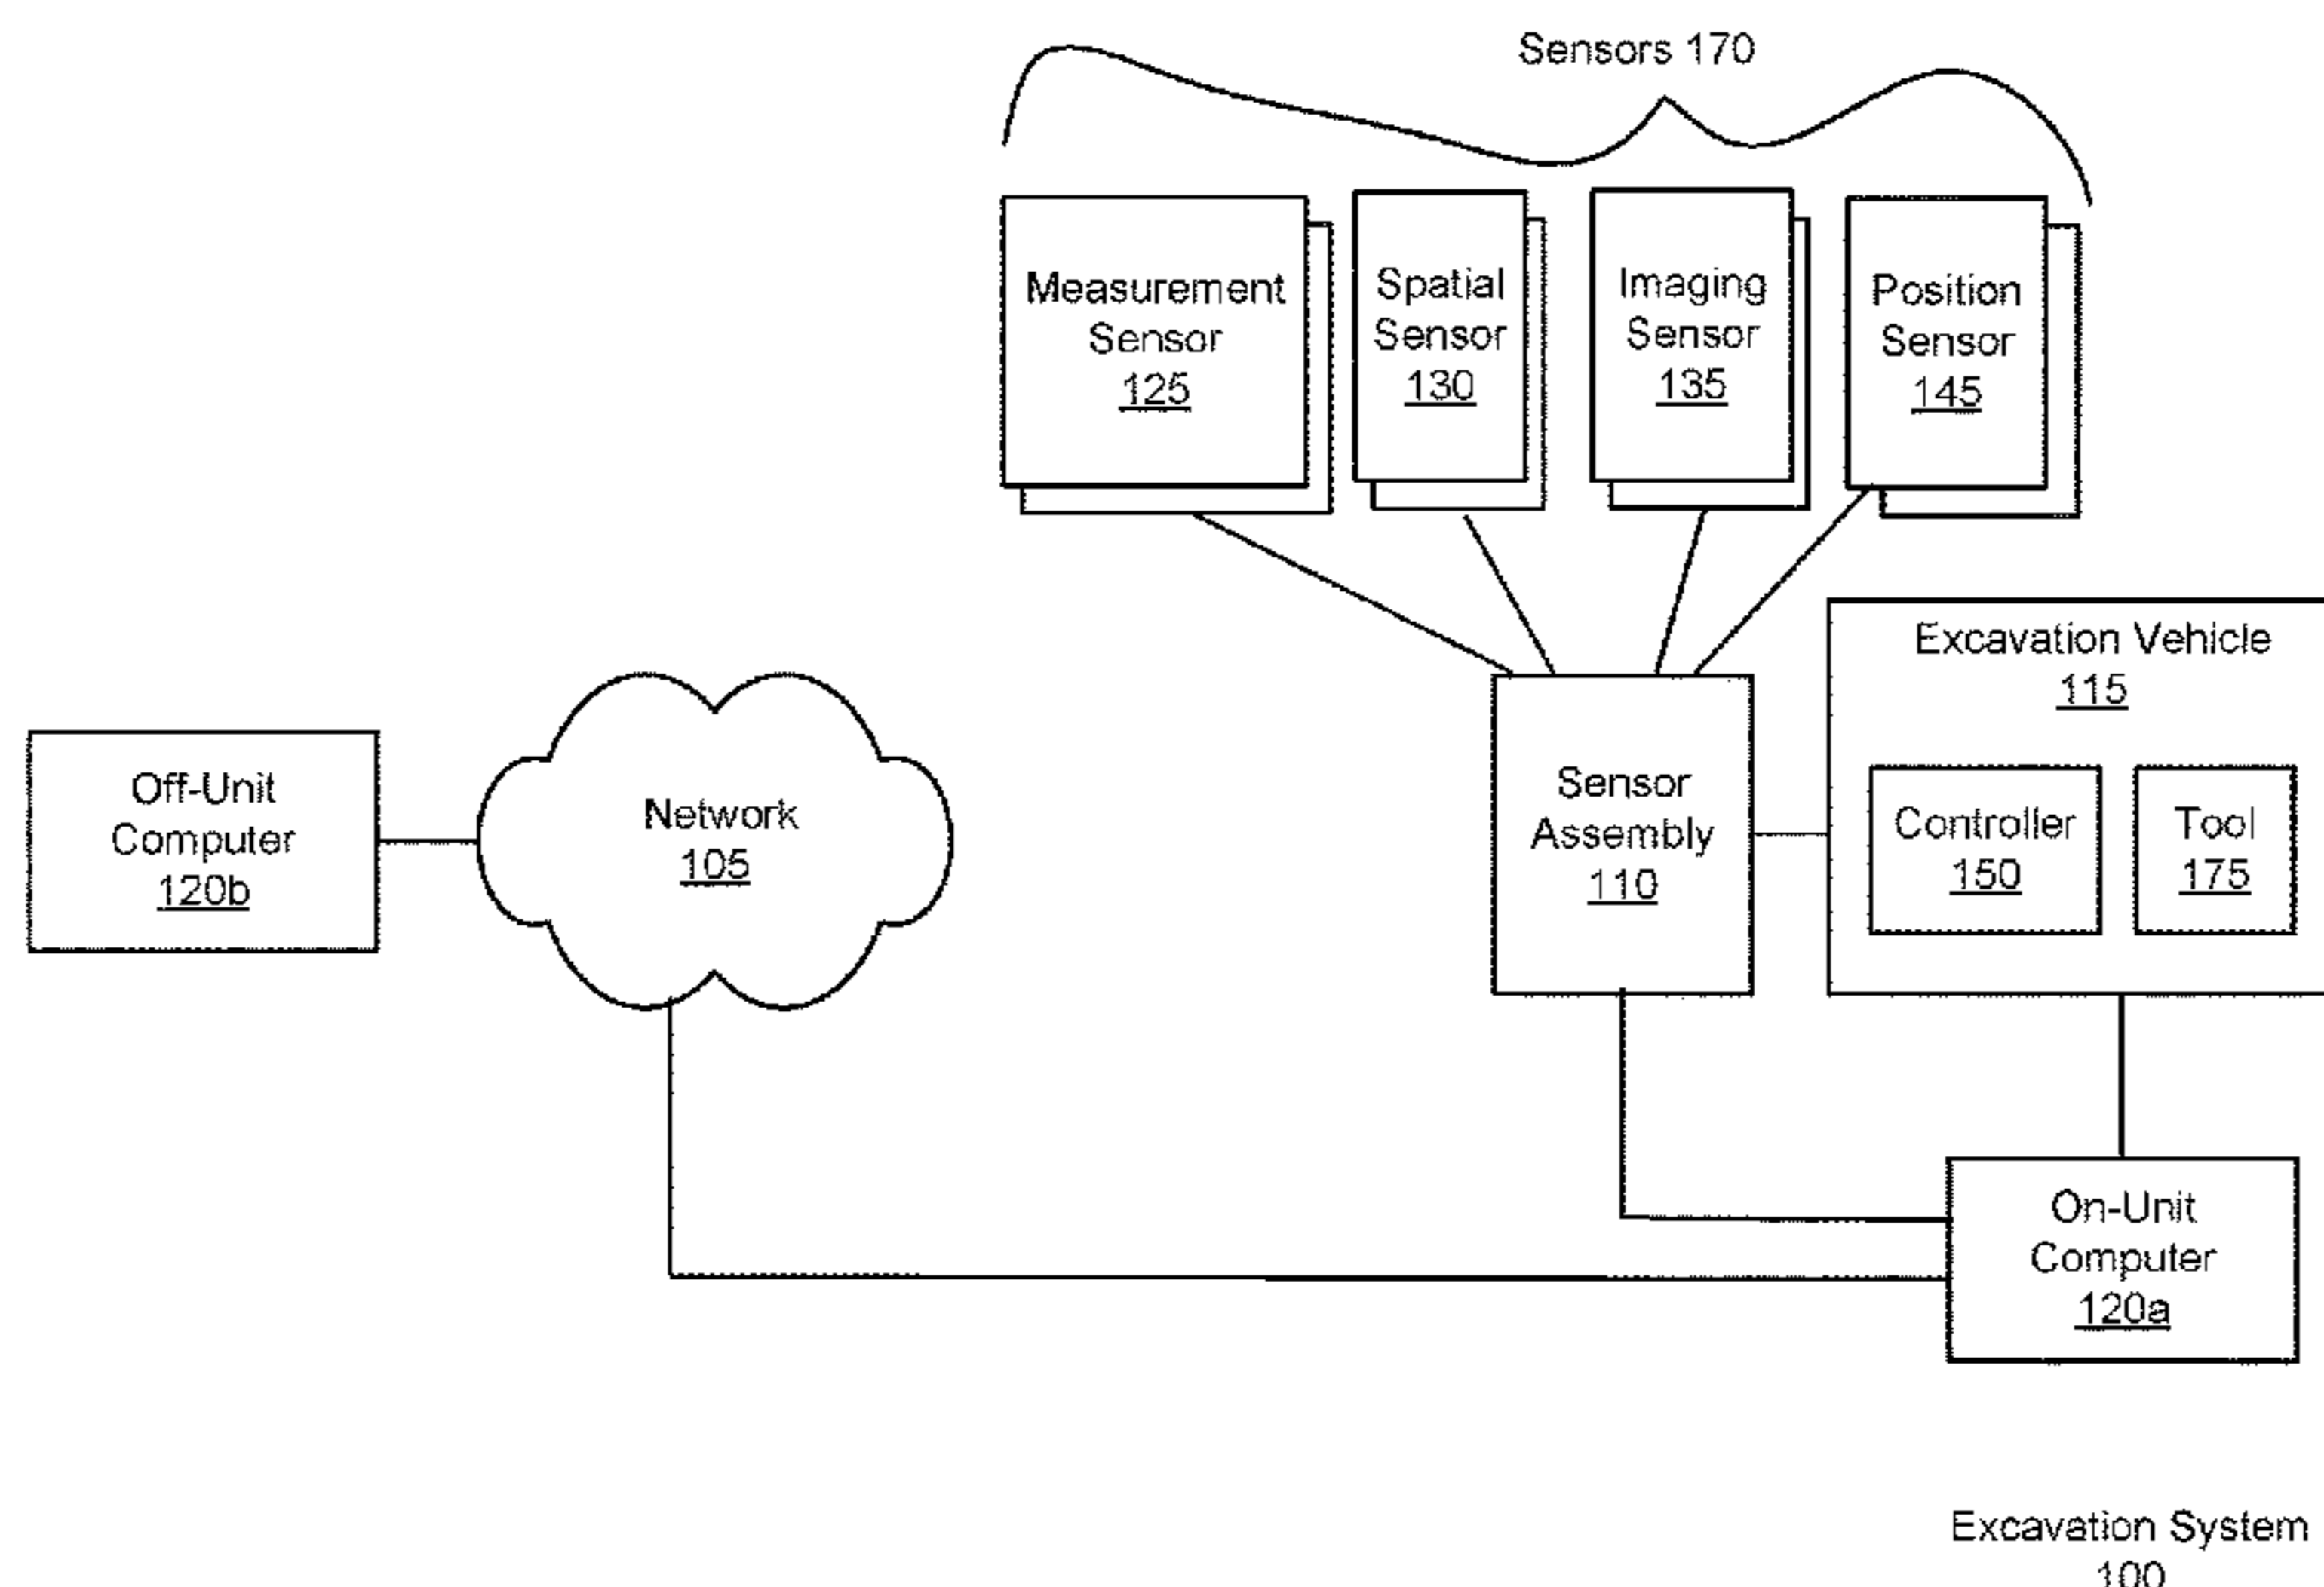 Sensors 170
Measurement
Sensor
125
Spatial
Sensor
130
Imaging
Sensor
135
Position
Sensor
145
Excavation Vehicle
115
Controller
150
Tool
175
Sensor
Assembly
110
Off-Unit
Computer
120b
Network
105
On-Unit
Computer
120a
Excavation System
100